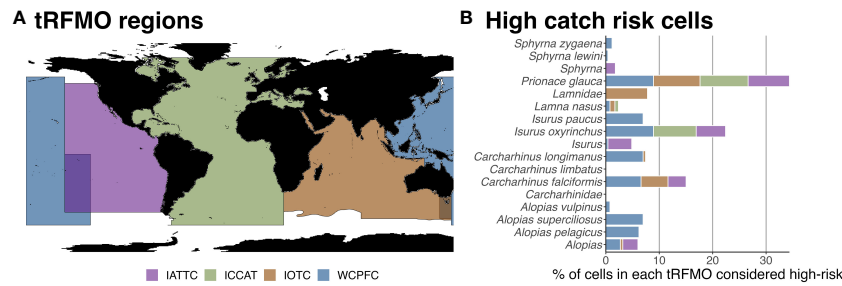 A tRFMO regions
IATTC ICCAT IOTC WCPFC
B High catch risk cells
Sphyrna zygaena
Sphyrna lewini
Sphyrna
Prionace glauca
Lamnidae
Lamna nasus
Isurus paucus
Isurus oxyrinchus
Isurus
Carcharhinus longimanus
Carcharhinus limbatus
Carcharhinus falciformis
Carcharhinidae
Alopias vulpinus
Alopias superciliosus
Alopias pelagicus
Alopias
0 10 20 30
% of cells in each tRFMO considered high-risk